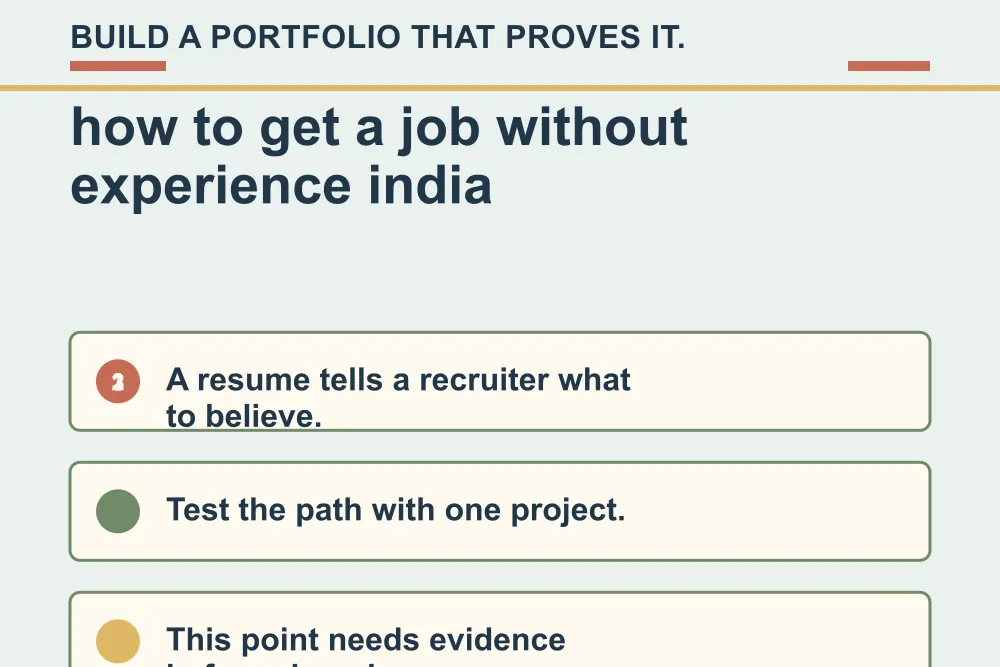 BUILD A PORTFOLIO THAT PROVES IT.
how to get a job without
experience india
A resume tells a recruiter what
to believe.
Test the path with one project.
This point needs evidence